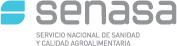 senasa
SERVICIO NACIONAL DE SANIDAD
Y CALIDAD AGROALIMENTARIA